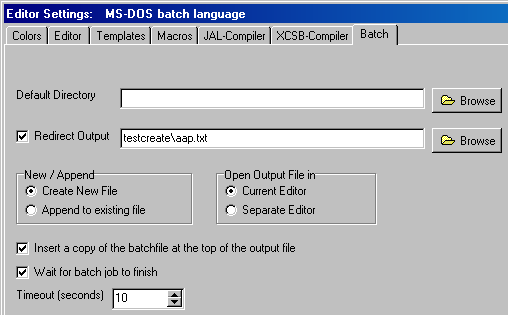 Editor Settings: MS-DOS batch language
Colors Editor Templates Macros JAL-Compiler XCSB-Compiler Batch
Default Directory Browse
Redirect Output testcreate\aap.txt Browse
New / Append Open Output File in
Create New File Current Editor
Append to existing file Separate Editor
Insert a copy of the batchfile at the top of the output file
Wait for batch job to finish
Timeout (seconds) 10